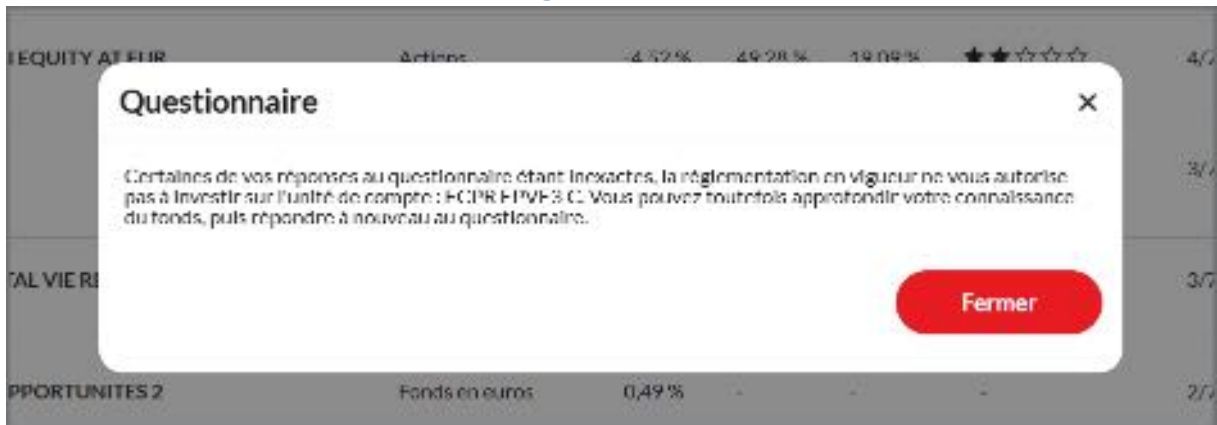 I EQUITY AT EUR Actions -4,52 % 49,28 % 19,09 % 4/7
Questionnaire
Certaines de vos réponses au questionnaire étant inexactes, la réglementation en vigueur ne vous autorise
pas à investir sur l'unité de compte : FCPR EPVE3 C. Vous pouvez toutefois approfondir votre connaissance
du fonds, puis répondre à nouveau au questionnaire.
3/7
TAL VIE RE 3/7
Fermer
PPORTUNITES 2 Fonds en euros 0,49 % - - - 2/7